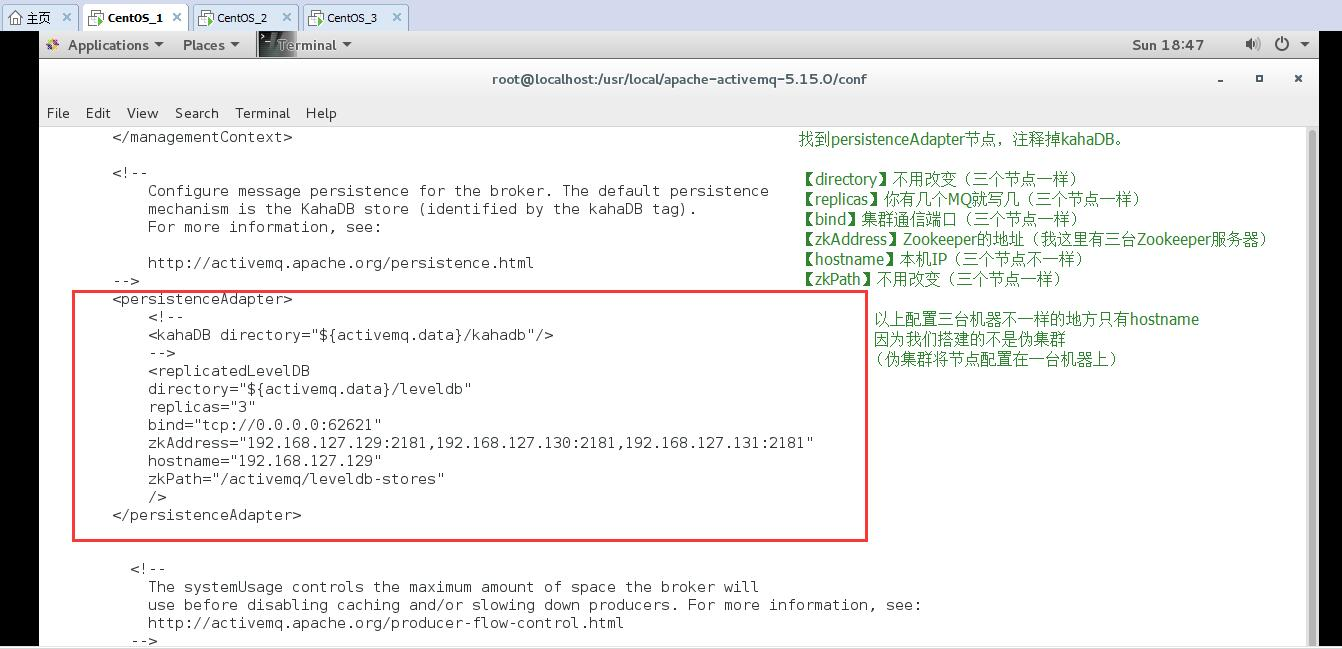 主页
CentOS_1
CentOS_2
CentOS_3
Applications
Places
Terminal
Sun 18:47
root@localhost:/usr/local/apache-activemq-5.15.0/conf
File Edit View Search Terminal Help
</managementContext>
<!--
Configure message persistence for the broker. The default persistence
mechanism is the KahaDB store (identified by the kahaDB tag).
For more information, see:
http://activemq.apache.org/persistence.html
-->
<persistenceAdapter>
<!--
<kahaDB directory="${activemq.data}/kahadb"/>
-->
<replicatedLevelDB
directory="${activemq.data}/leveldb"
replicas="3"
bind="tcp://0.0.0.0:62621"
zkAddress="192.168.127.129:2181,192.168.127.130:2181,192.168.127.131:2181"
hostname="192.168.127.129"
zkPath="/activemq/leveldb-stores"
/>
</persistenceAdapter>
<!--
The systemUsage controls the maximum amount of space the broker will
use before disabling caching and/or slowing down producers. For more information, see:
http://activemq.apache.org/producer-flow-control.html
-->
找到persistenceAdapter节点，注释掉kahaDB。
【directory】不用改变（三个节点一样）
【replicas】你有几个MQ就写几（三个节点一样）
【bind】集群通信端口（三个节点一样）
【zkAddress】Zookeeper的地址（我这里有三台Zookeeper服务器）
【hostname】本机IP（三个节点不一样）
【zkPath】不用改变（三个节点一样）
以上配置三台机器不一样的地方只有hostname
因为我们搭建的不是伪集群
（伪集群将节点配置在一台机器上）